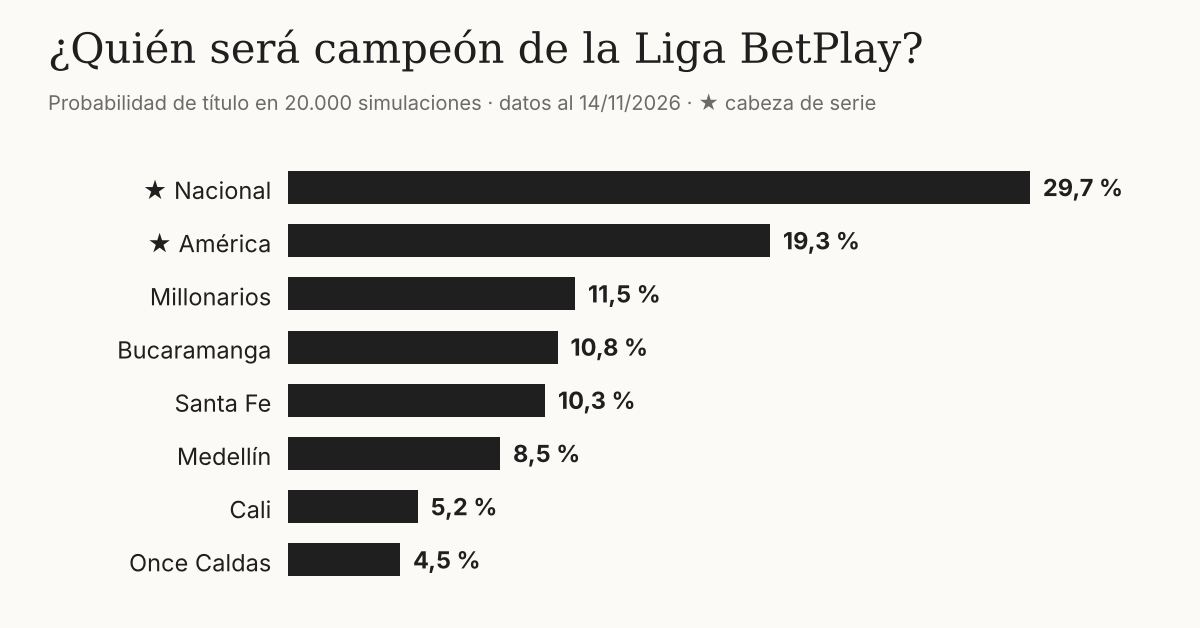 ¿Quién será campeón de la Liga BetPlay?
Probabilidad de título en 20.000 simulaciones · datos al 14/11/2026 · ★ cabeza de serie
★ Nacional 29,7 %
★ América 19,3 %
Millonarios 11,5 %
Bucaramanga 10,8 %
Santa Fe 10,3 %
Medellín 8,5 %
Cali 5,2 %
Once Caldas 4,5 %